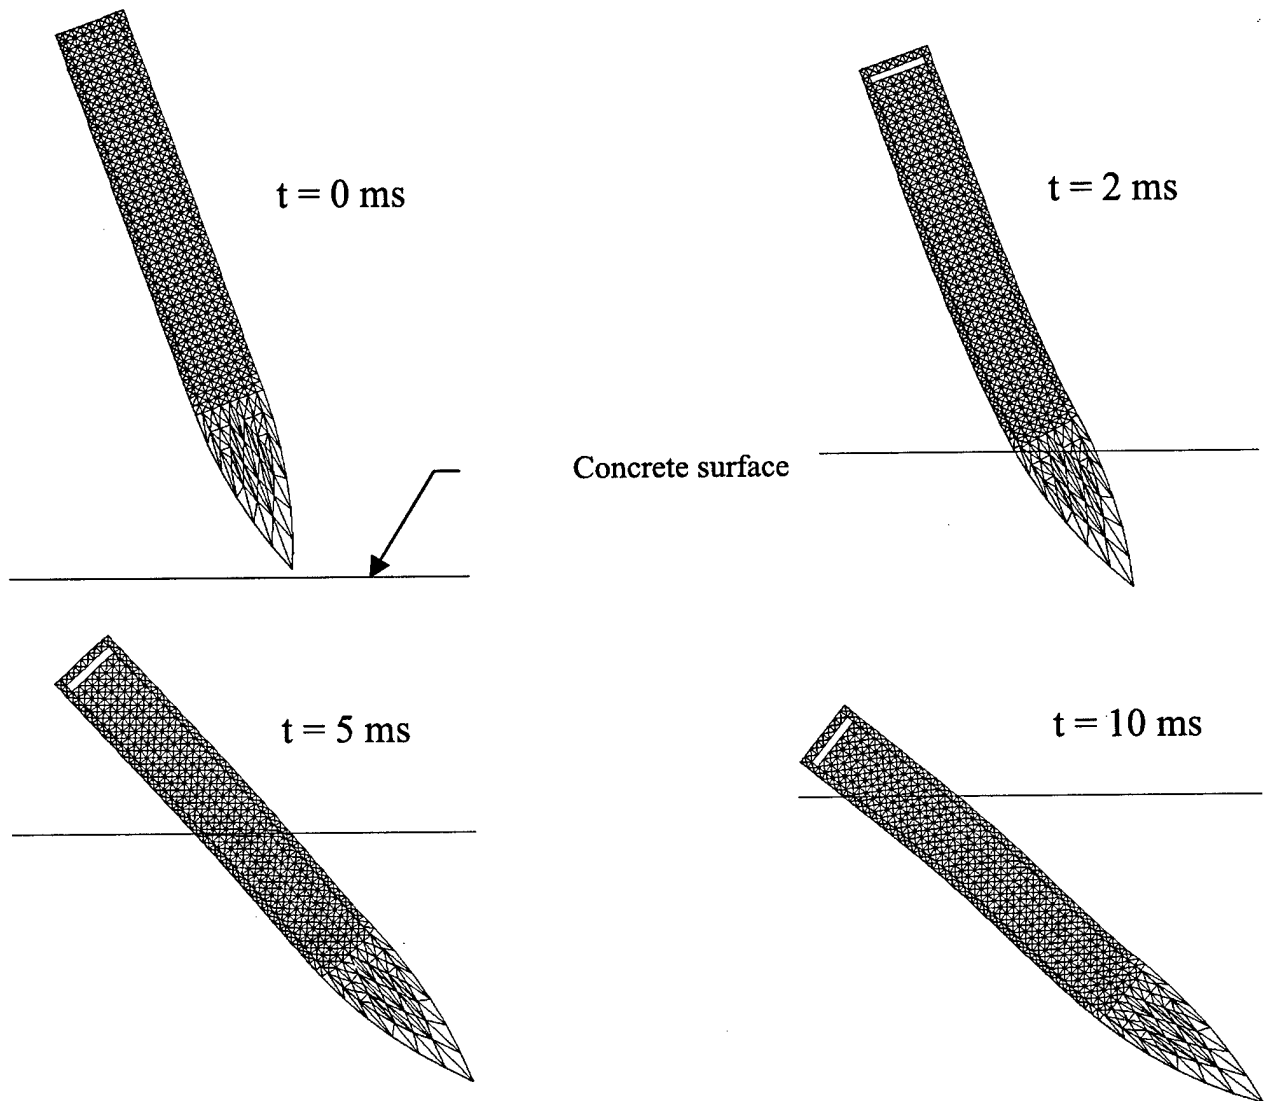 t = 0 ms
t = 2 ms
Concrete surface
t = 5 ms
t = 10 ms